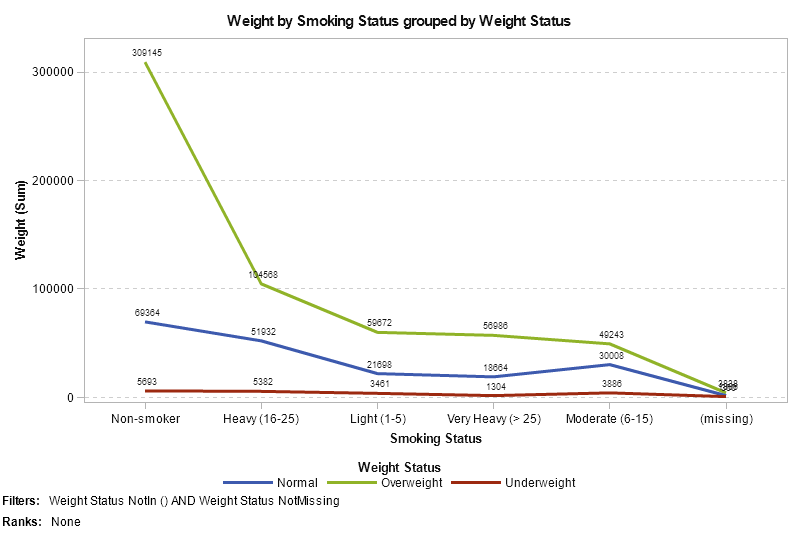 Weight by Smoking Status grouped by Weight Status
309145
300000
200000
Weight (Sum)
104568
100000
69364
51932
59672
56986
49243
30008
21698
18664
5693
5382
3461
1304
3886
0
Non-smoker Heavy (16-25) Light (1-5) Very Heavy (> 25) Moderate (6-15) (missing)
Smoking Status
Weight Status
Normal Overweight Underweight
Filters: Weight Status NotIn () AND Weight Status NotMissing
Ranks: None